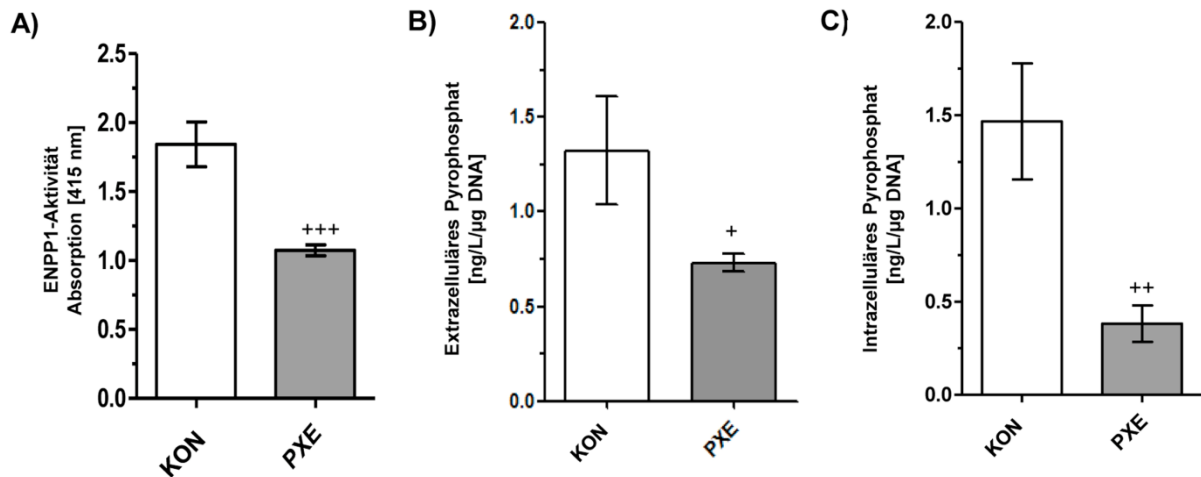 A)
ENPP1-Aktivität
Absorption [415 nm]
2.5
2.0
1.5
1.0
0.5
0.0
+++
KON
PXE
B)
Extrazelluläres Pyrophosphat
[ng/L/µg DNA]
2.0
1.5
1.0
0.5
0.0
+
KON
PXE
C)
Intrazelluläres Pyrophosphat
[ng/L/µg DNA]
2.0
1.5
1.0
0.5
0.0
++
KON
PXE